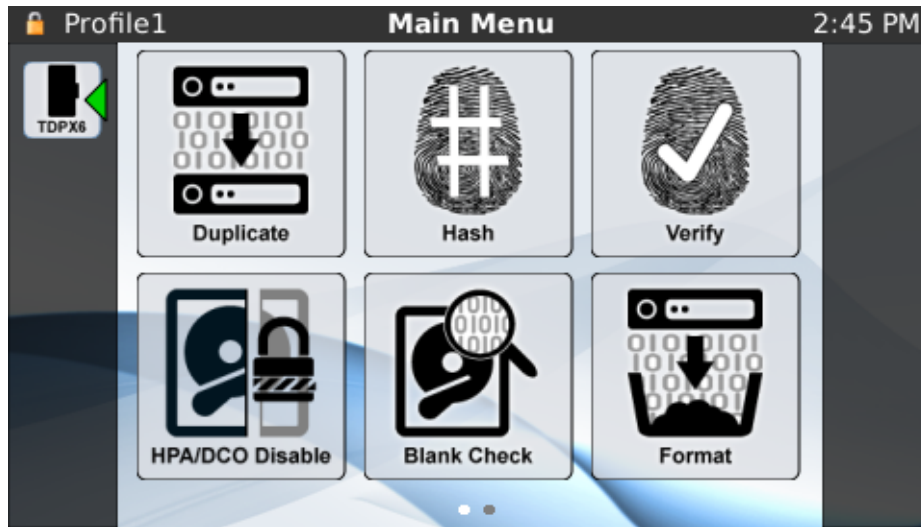 Profile1 Main Menu 2:45 PM
TDPX6
Duplicate Hash Verify
HPA/DCO Disable Blank Check Format